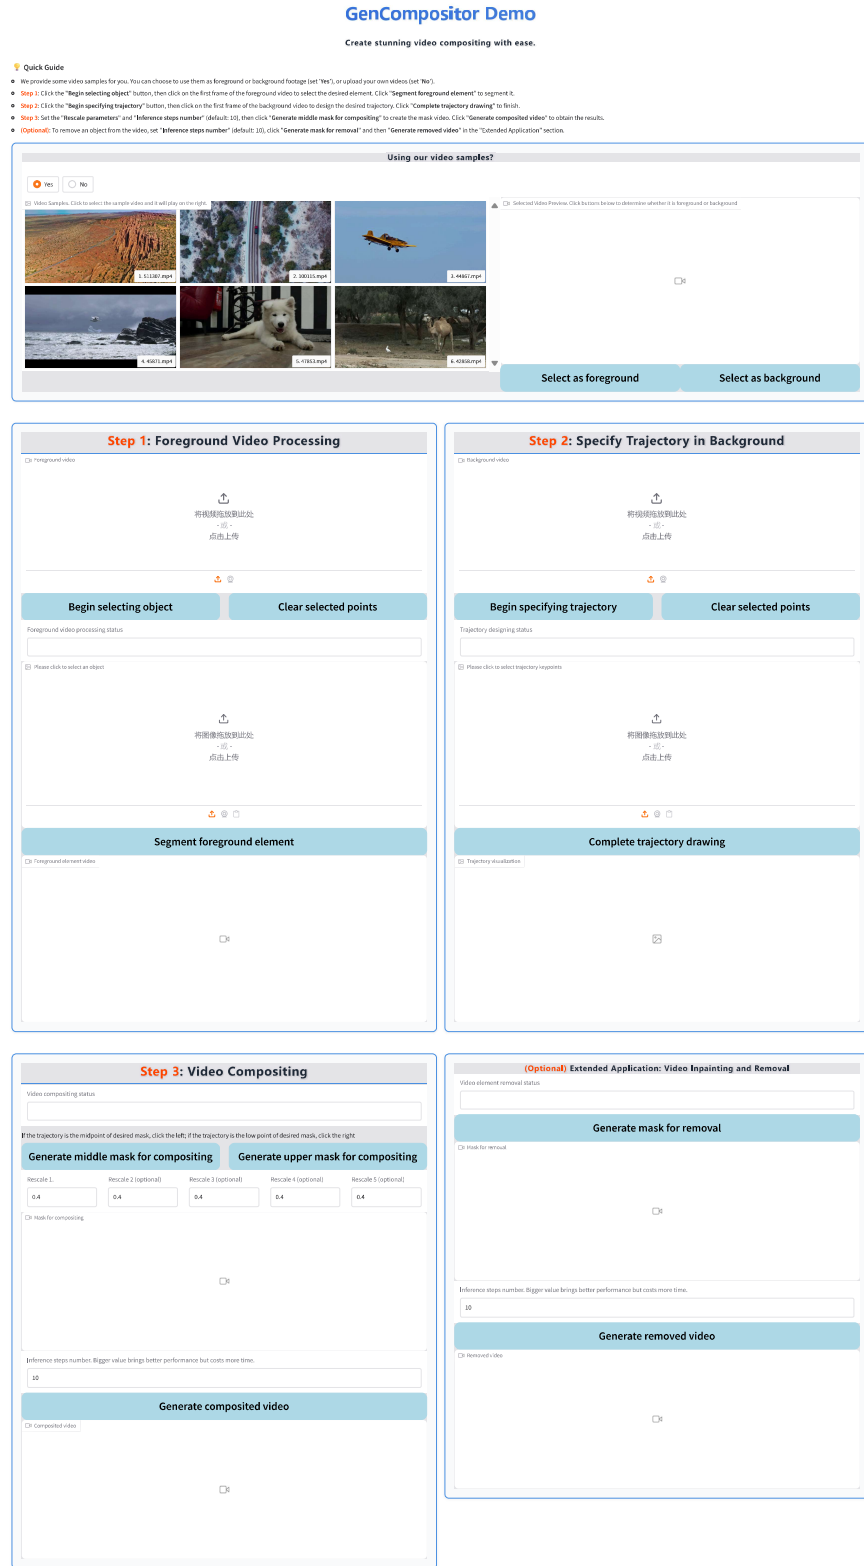 GenCompositor Demo
Create stunning video compositing with ease.
💡 Quick Guide
We provide some video samples for you. You can choose to use them as foreground or background footage (set 'Yes'), or upload your own videos (set 'No').
Step 1: Click the "Begin selecting object" button, then click on the first frame of the foreground video to select the desired element. Click "Segment foreground element" to segment it.
Step 2: Click the "Begin specifying trajectory" button, then click on the first frame of the background video to design the desired trajectory. Click "Complete trajectory drawing" to finish.
Step 3: Set the "Rescale parameters" and "Inference steps number" (default: 10), then click "Generate middle mask for compositing" to create the mask video. Click "Generate composited video" to obtain the results.
(Optional): To remove an object from the video, set "Inference steps number" (default: 10), click "Generate mask for removal" and then "Generate removed video" in the "Extended Application" section.
Using our video samples?
Yes No
Video Samples. Click to select the sample video and it will play on the right.
Selected Video Preview. Click buttons below to determine whether it is foreground or background
1. 511307.mp4
2. 100115.mp4
3. 44867.mp4
4. 45871.mp4
5. 47853.mp4
6. 42858.mp4
Select as foreground
Select as background
Step 1: Foreground Video Processing
Foreground video
将视频拖放到此处
- 或 -
点击上传
Begin selecting object
Clear selected points
Foreground video processing status
Please click to select an object
将图像拖放到此处
- 或 -
点击上传
Segment foreground element
Foreground element video
Step 2: Specify Trajectory in Background
Background video
将视频拖放到此处
- 或 -
点击上传
Begin specifying trajectory
Clear selected points
Trajectory designing status
Please click to select trajectory keypoints
将图像拖放到此处
- 或 -
点击上传
Complete trajectory drawing
Trajectory visualization
Step 3: Video Compositing
Video compositing status
If the trajectory is the midpoint of desired mask, click the left; if the trajectory is the low point of desired mask, click the right
Generate middle mask for compositing
Generate upper mask for compositing
Rescale 1.
Rescale 2 (optional)
Rescale 3 (optional)
Rescale 4 (optional)
Rescale 5 (optional)
0.4
0.4
0.4
0.4
0.4
Mask for compositing
Inference steps number. Bigger value brings better performance but costs more time.
10
Generate composited video
Composited video
(Optional) Extended Application: Video Inpainting and Removal
Video element removal status
Generate mask for removal
Mask for removal
Inference steps number. Bigger value brings better performance but costs more time.
10
Generate removed video
Removed video